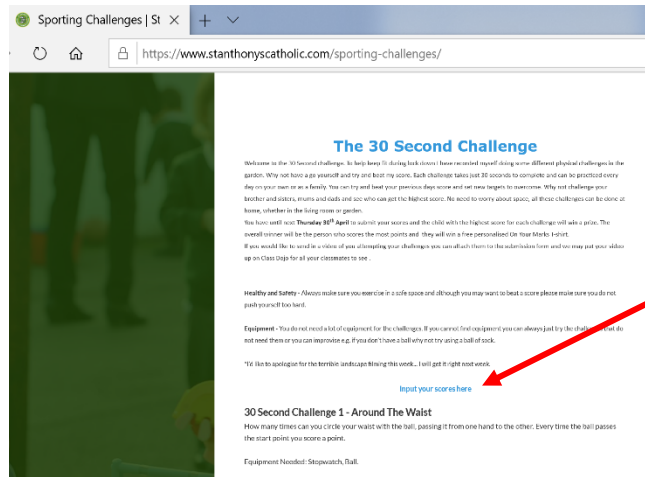 Sporting Challenges | St
https://www.stanthonyscatholic.com/sporting-challenges/
The 30 Second Challenge
Welcome to the 30 Second challenge. To help keep fit during lock down I have recorded myself doing some different physical challenges in the
garden. Why not have a go yourself and try and beat my score. Each challenge takes just 30 seconds to complete and can be practiced every
day on your own or as a family. You can try and beat your previous days score and set new targets to overcome. Why not challenge your
brother and sisters, mums and dads and see who can get the highest score. No need to worry about space, all these challenges can be done at
home, whether in the living room or garden.
You have until next Thursday 30th April to submit your scores and the child with the highest score for each challenge will win a prize. The
overall winner will be the person who scores the most points and they will win a free personalised On Your Marks. t-shirt.
If you would like to send in a video of you attempting your challenges you can attach them to the submission form and we may put your video
up on Class Dojo for all your classmates to see .
Healthy and Safety - Always make sure you exercise in a safe space and although you may want to beat a score please make sure you do not
push yourself too hard.
Equipment - You do not need a lot of equipment for the challenges. If you cannot find equipment you can always just try the challenges that do
not need them or you can improvise e.g. if you don't have a ball why not try using a ball of sock.
*I'd like to apologise for the terrible landscape filming this week... I will get it right next week.
Input your scores here
30 Second Challenge 1 - Around The Waist
How many times can you circle your waist with the ball, passing it from one hand to the other. Every time the ball passes
the start point you score a point.
Equipment Needed: Stopwatch, Ball.